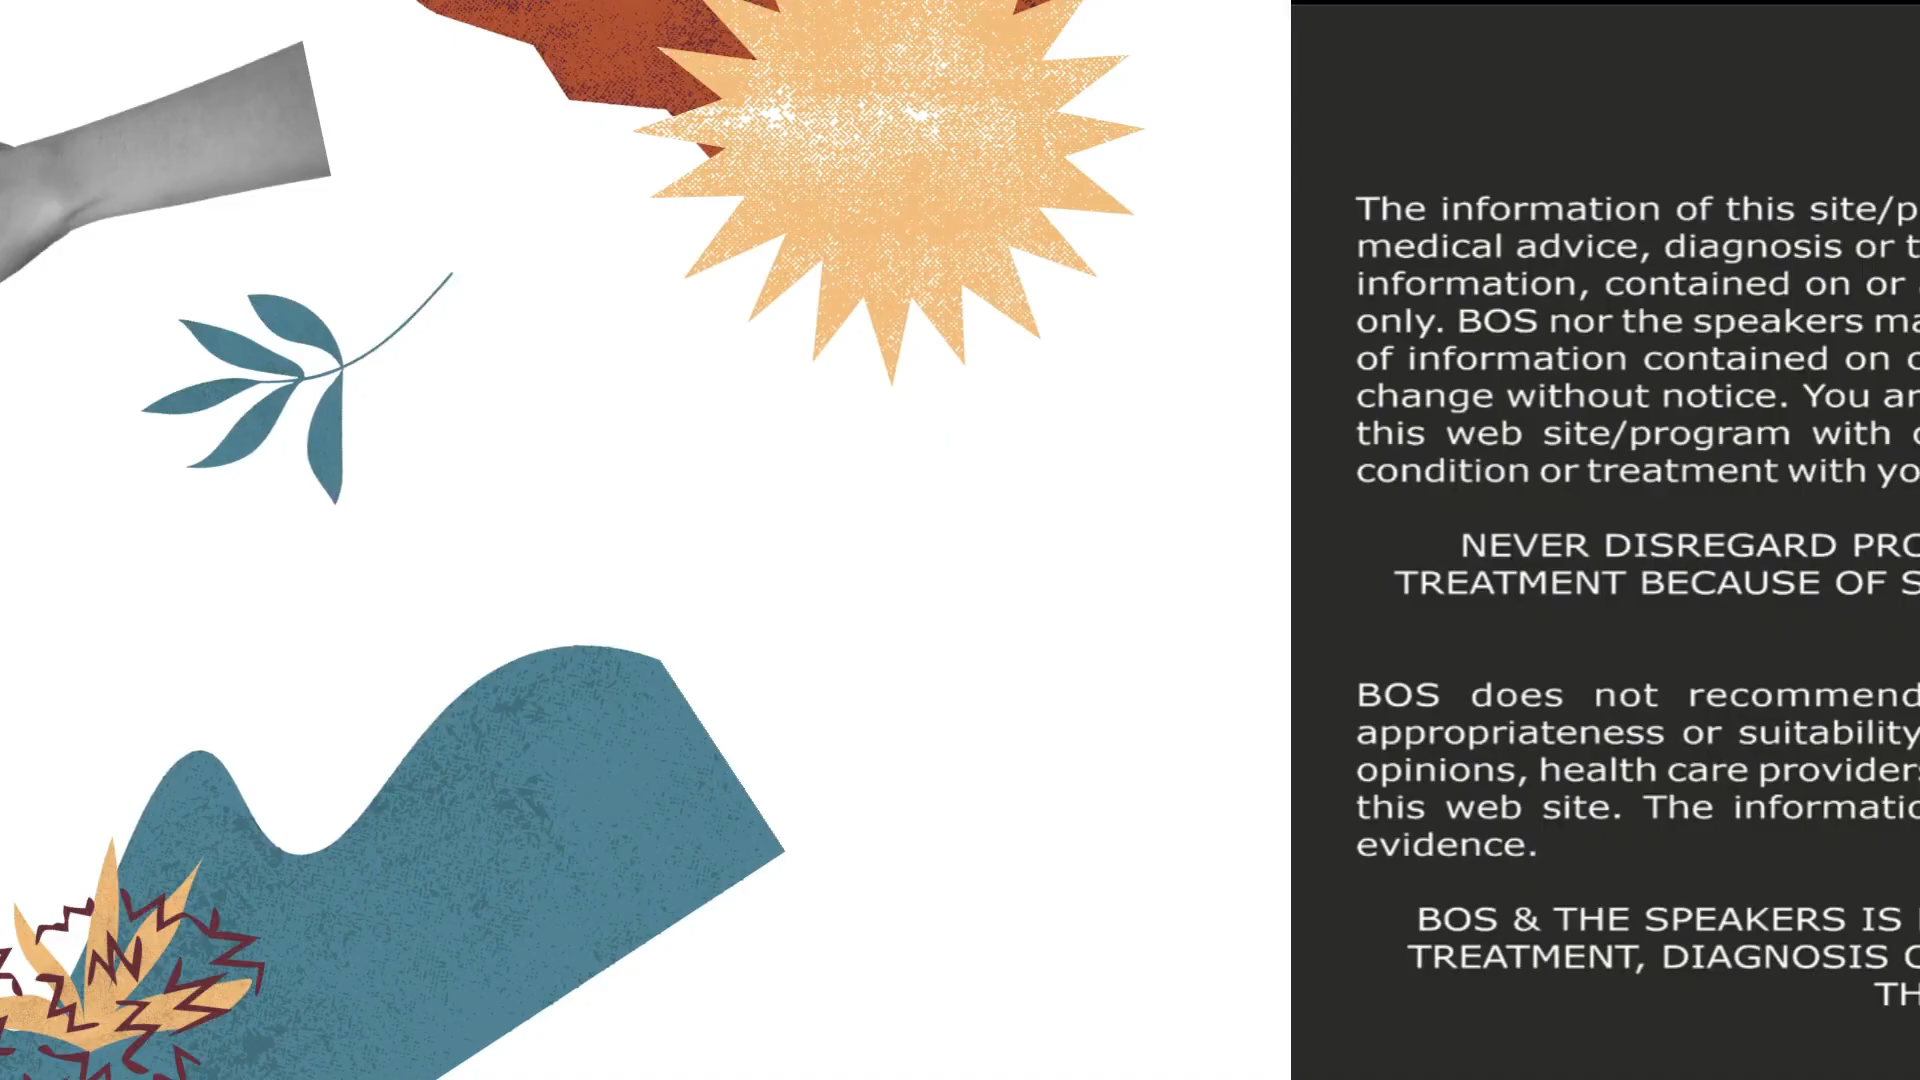 The information of this site/p
medical advice, diagnosis or t
information, contained on or
only. BOS nor the speakers ma
of information contained on o
change without notice. You ar
this web site/program with
condition or treatment with yo
NEVER DISREGARD PRO
TREATMENT BECAUSE OF S
BOS does not recommend
appropriateness or suitability
opinions, health care providers
this web site. The informatio
evidence.
BOS & THE SPEAKERS IS
TREATMENT, DIAGNOSIS O
TH